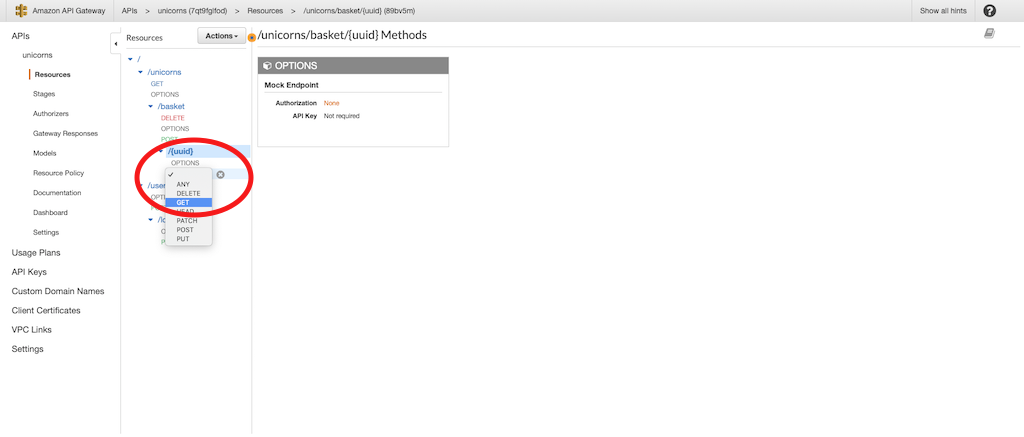 Amazon API Gateway APIs > unicorns (7qt9fglfod) > Resources > /unicorns/basket/{uuid} (89bv5m) Show all hints ?
APIs
unicorns
Resources
Stages
Authorizers
Gateway Responses
Models
Resource Policy
Documentation
Dashboard
Settings
Usage Plans
API Keys
Custom Domain Names
Client Certificates
VPC Links
Settings
Resources Actions
/
/unicorns
GET
OPTIONS
/basket
DELETE
OPTIONS
POST
/{uuid}
OPTIONS
ANY
DELETE
GET
HEAD
PATCH
POST
PUT
/unicorns/basket/{uuid} Methods
OPTIONS
Mock Endpoint
Authorization None
API Key Not required